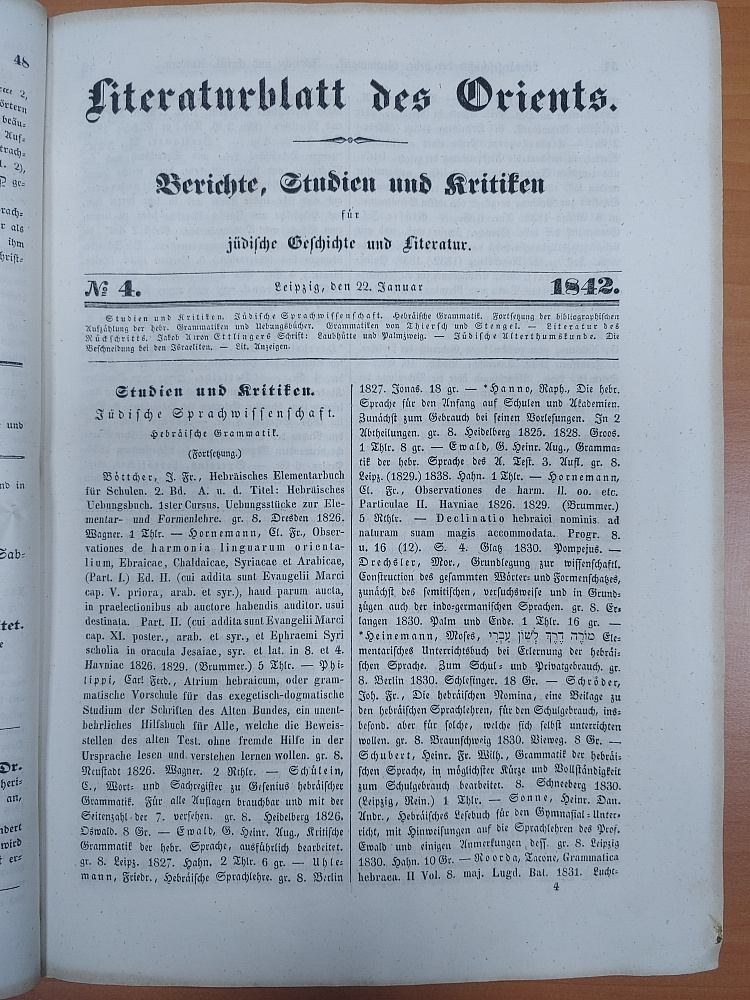 48
Literaturblatt des Orients.
Berichte, Studien und Kritiken
für
jüdische Geschichte und Literatur.
№ 4.
Leipzig, den 22. Januar
1842.
Studien und Kritiken. Jüdische Sprachwissenschaft. Hebräische Grammatik. Fortsetzung der bibliographischen
Aufzählung der hebr. Grammatiken und Uebungsbücher. Grammatiken von Thiersch und Stengel. — Literatur des
Rückschritts. Jakob Aaron Ettlingers Schrift: Laubhütte und Palmzweig. — Jüdische Alterthumskunde. Die
Beschneidung bei den Israeliten. — Lit. Anzeigen.
Studien und Kritiken.
Jüdische Sprachwissenschaft.
Hebräische Grammatik.
(Fortsetzung.)
Böttcher, J. Fr., Hebräisches Elementarbuch
für Schulen. 2. Bd. A. u. d. Titel: Hebräisches
Uebungsbuch. 1ster Cursus. Uebungsstücke zur Ele-
mentar- und Formenlehre. gr. 8. Dresden 1826.
Wagner. 1 Thlr. — Hornemann, Cl. Fr., Obser-
vationes de harmonia linguarum orienta-
lium, Ebraicae, Chaldaicae, Syriacae et Arabicae,
(Part. I.) Ed. II. (cui addita sunt Evangelii Marci
cap. V. priora, arab. et syr.), haud parum aucta,
in praelectionibus ab auctore habendis auditor. usui
destinata. Part. II. (cui addita sunt Evangelii Marci
cap. XI. poster., arab. et syr., et Ephraemi Syri
scholia in oracula Jesaiae, syr. et lat. in 8. et 4.
Havniae 1826. 1829. (Brummer.) 5 Thlr. — Phi-
lippi, Carl Ferd., Atrium hebraicum, oder gram-
matische Vorschule für das exegetisch-dogmatische
Studium der Schriften des Alten Bundes, ein unent-
behrliches Hilfsbuch für Alle, welche die Beweis-
stellen des alten Test. ohne fremde Hilfe in der
Ursprache lesen und verstehen lernen wollen. gr. 8.
Neustadt 1826. Wagner. 2 Rthlr. — Schülein,
C., Wort- und Sachregister zu Gesenius hebräischer
Grammatik. Für alle Auflagen brauchbar und mit der
Seitenzahl der 7. versehen. gr. 8. Heidelberg 1826.
Oswald. 8 Gr. — Ewald, G. Heinr. Aug., Kritische
Grammatik der hebr. Sprache, ausführlich bearbeitet.
gr. 8. Leipz. 1827. Hahn. 2 Thlr. 6 gr. — Uhle-
mann, Friedr., Hebräische Sprachlehre. gr. 8. Berlin
1827. Jonas. 18 gr. — *Hanno, Raph., Die hebr.
Sprache für den Anfang auf Schulen und Akademien.
Zunächst zum Gebrauch bei seinen Vorlesungen. In 2
Abtheilungen. gr. 8. Heidelberg 1825. 1828. Groos.
1 Thlr. 8 gr. — Ewald, G. Heinr. Aug., Gramma-
tik der hebr. Sprache des A. Test. 3. Aufl. gr. 8.
Leipz. (1829.) 1838. Hahn. 1 Thlr. — Hornemann,
Cl. Fr., Observationes de harm. ll. oo. etc.
Particulae II. Havniae 1826. 1829. (Brummer.)
5 Rthlr. — Declinatio hebraici nominis ad
naturam suam magis accommodata. Progr. 8.
u. 16 (12). S. 4. Glatz 1830. Pompejus. —
Drechsler, Mor., Grundlegung zur wissenschaftl.
Construction des gesammten Wörter- und Formenschatzes,
zunächst des semitischen, versuchsweise und in Grund-
zügen auch der indo-germanischen Sprachen. gr. 8. Er-
langen 1830. Palm und Enke. 1 Thlr. 16 gr. —
*Heinemann, Moses, מוֹרֶה דֶרֶךְ לְשׁוֹן עִבְרִי Ele-
mentarisches Unterrichtsbuch bei Erlernung der hebräi-
schen Sprache. Zum Schul- und Privatgebrauch. gr.
8. Berlin 1830. Schlesinger. 18 Gr. — Schröder,
Joh. Fr., Die hebräischen Nomina, eine Beilage zu
den hebräischen Sprachlehren, für den Schulgebrauch, ins-
besond. aber für solche, welche sich selbst unterrichten
wollen. gr. 8. Braunschweig 1830. Vieweg. 8 Gr. —
Schubert, Heinr. Fr. Wilh., Grammatik der hebräi-
schen Sprache, in möglichster Kürze und Vollständigkeit
zum Schulgebrauch bearbeitet. 8. Schneeberg 1830.
(Leipzig, Rein.) 1 Thlr. — Sonne, Heinr. Dan.
Andr., Hebräisches Lesebuch für den Gymnasial-Unter-
richt, mit Hinweisungen auf die Sprachlehren des Prof.
Ewald und einigen Anmerkungen dess. gr. 8. Leipzig
1830. Hahn. 10 Gr. — Roorda, Tacone, Grammatica
hebraea. II Vol. 8. maj. Lugd. Bat. 1831. Lucht-
4